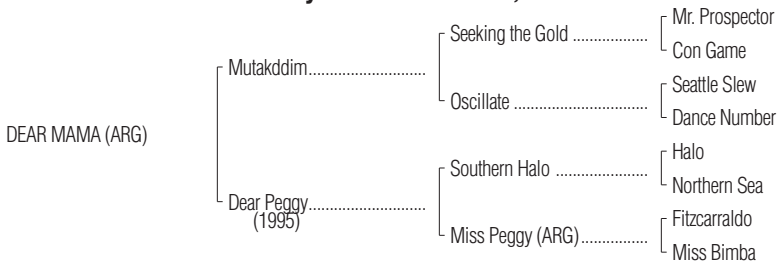 Mr. Prospector
Seeking the Gold
Con Game
Mutakddim
Seattle Slew
Oscillate
Dance Number
DEAR MAMA (ARG)
Halo
Southern Halo
Northern Sea
Dear Peggy
(1995)
Fitzcarraldo
Miss Peggy (ARG)
Miss Bimba